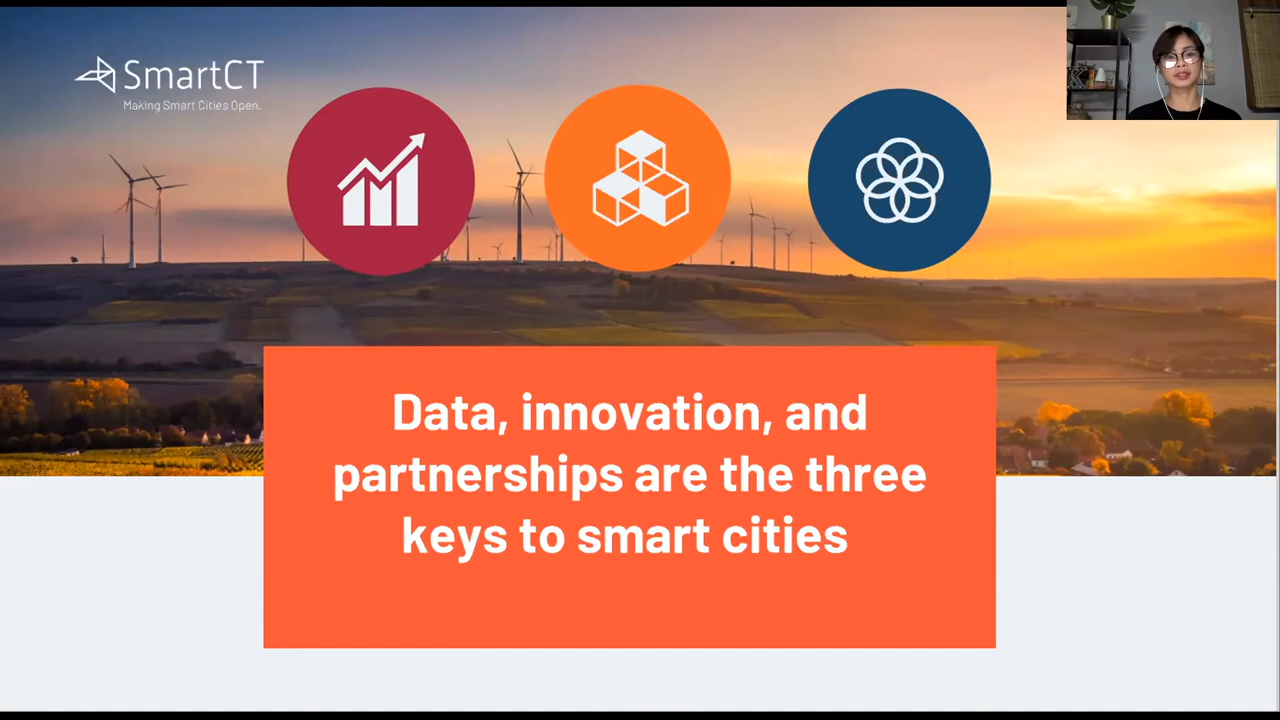 SmartCT
Making Smart Cities Open.
Data, innovation, and
partnerships are the three
keys to smart cities